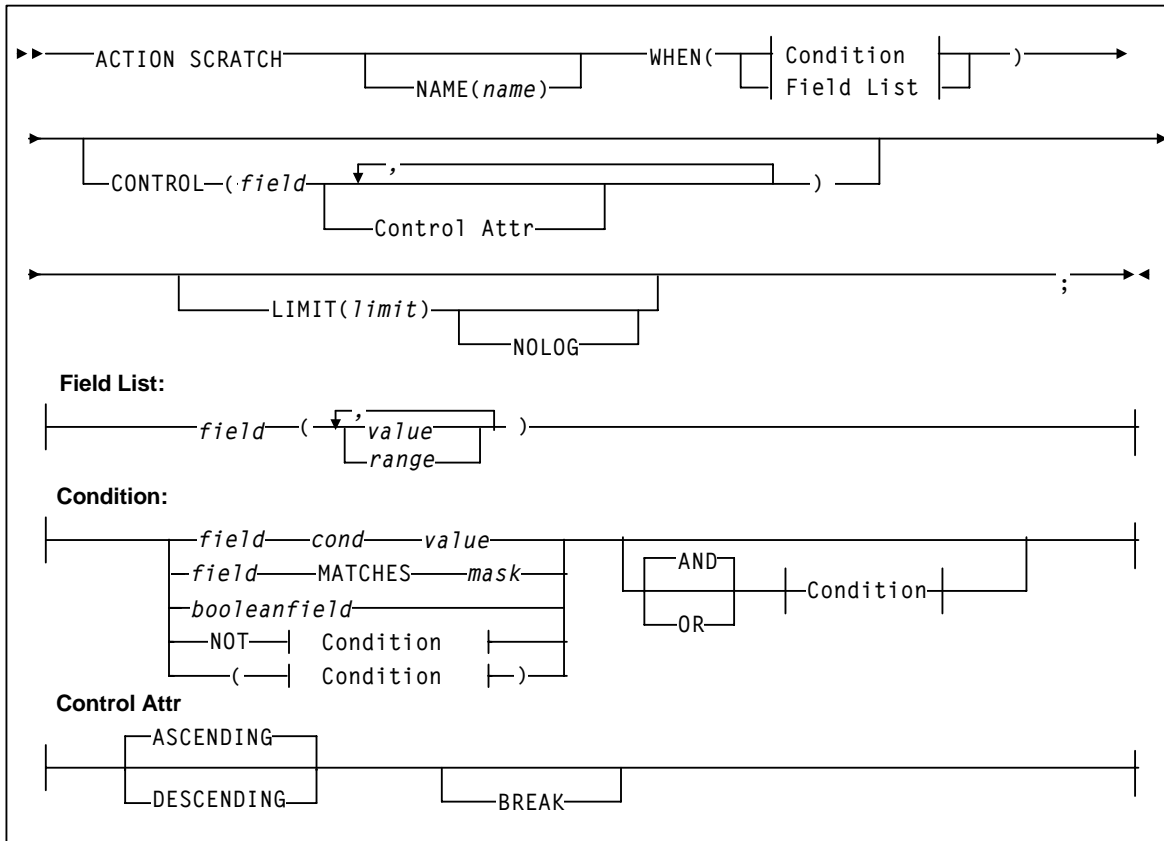 ACTION SCRATCH WHEN( Condition )
NAME(name) Field List
,
CONTROL (field )
Control Attr
;
LIMIT(limit)
NOLOG
Field List:
,
field ( value )
range
Condition:
field cond value
AND
field MATCHES mask
Condition
booleanfield
OR
NOT Condition
( Condition )
Control Attr
ASCENDING
DESCENDING
BREAK